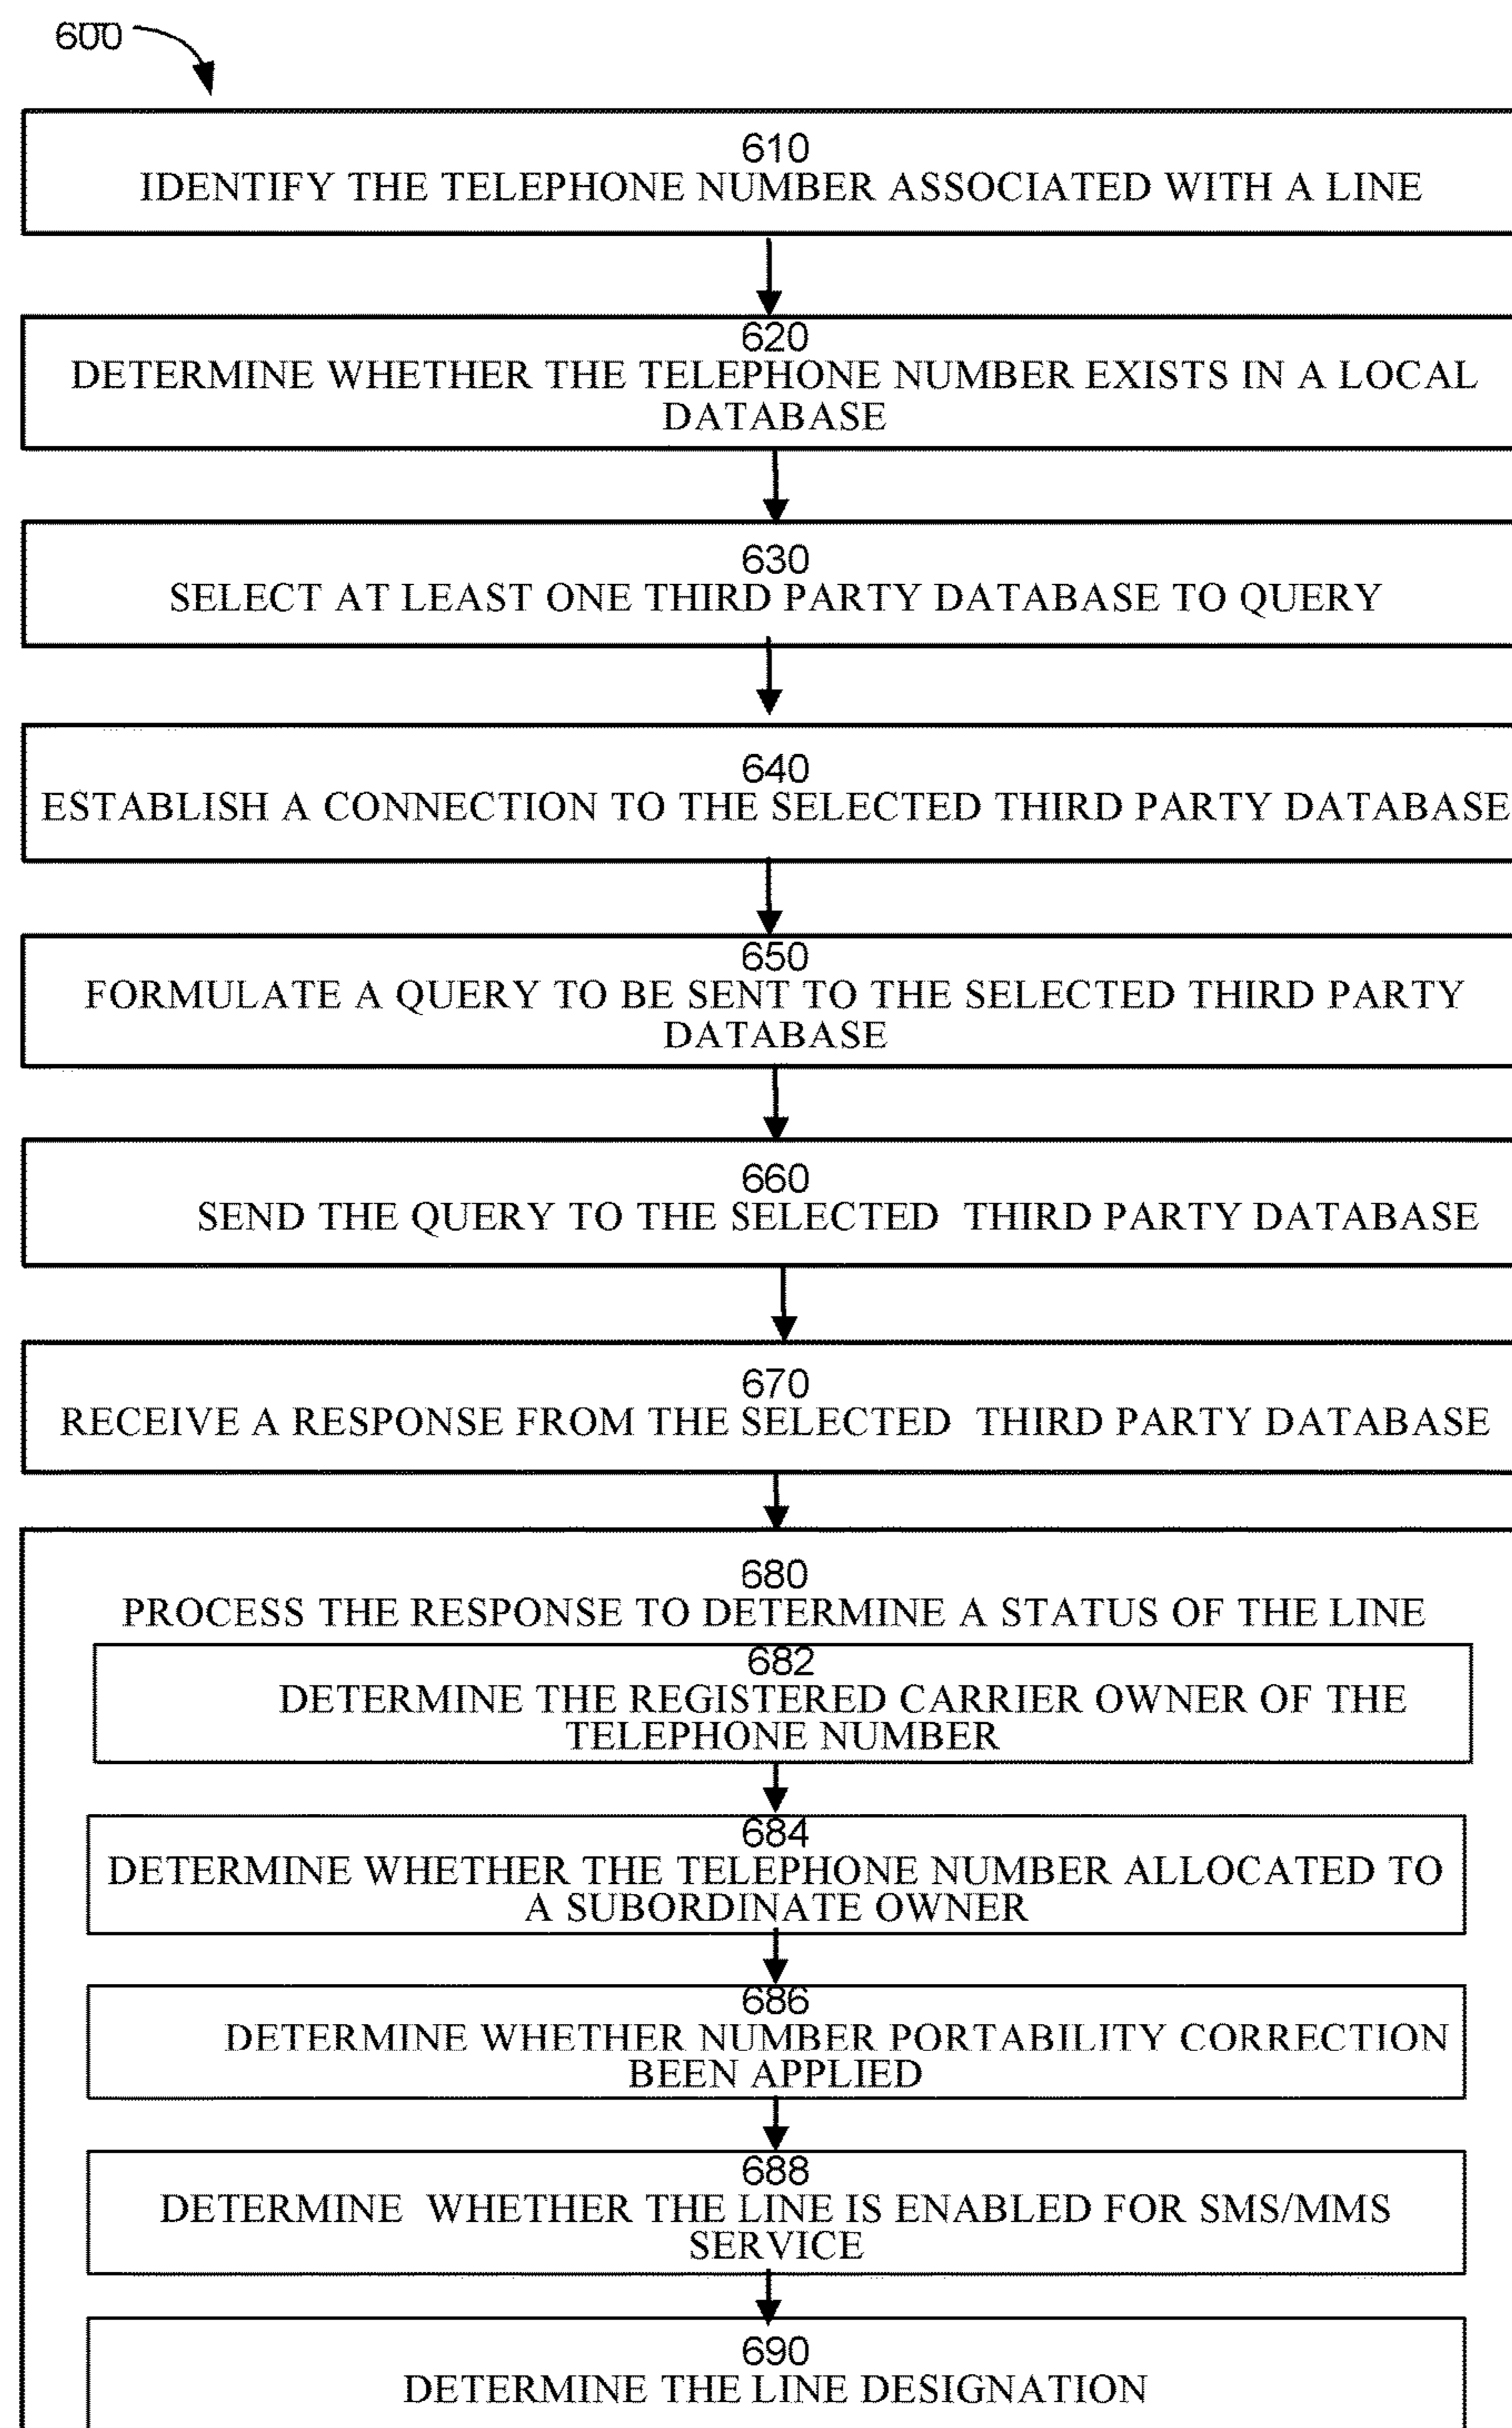 600
610
IDENTIFY THE TELEPHONE NUMBER ASSOCIATED WITH A LINE
620
DETERMINE WHETHER THE TELEPHONE NUMBER EXISTS IN A LOCAL
DATABASE
630
SELECT AT LEAST ONE THIRD PARTY DATABASE TO QUERY
640
ESTABLISH A CONNECTION TO THE SELECTED THIRD PARTY DATABASE
650
FORMULATE A QUERY TO BE SENT TO THE SELECTED THIRD PARTY
DATABASE
660
SEND THE QUERY TO THE SELECTED THIRD PARTY DATABASE
670
RECEIVE A RESPONSE FROM THE SELECTED THIRD PARTY DATABASE
680
PROCESS THE RESPONSE TO DETERMINE A STATUS OF THE LINE
682
DETERMINE THE REGISTERED CARRIER OWNER OF THE
TELEPHONE NUMBER
684
DETERMINE WHETHER THE TELEPHONE NUMBER ALLOCATED TO
A SUBORDINATE OWNER
686
DETERMINE WHETHER NUMBER PORTABILITY CORRECTION
BEEN APPLIED
688
DETERMINE WHETHER THE LINE IS ENABLED FOR SMS/MMS
SERVICE
690
DETERMINE THE LINE DESIGNATION